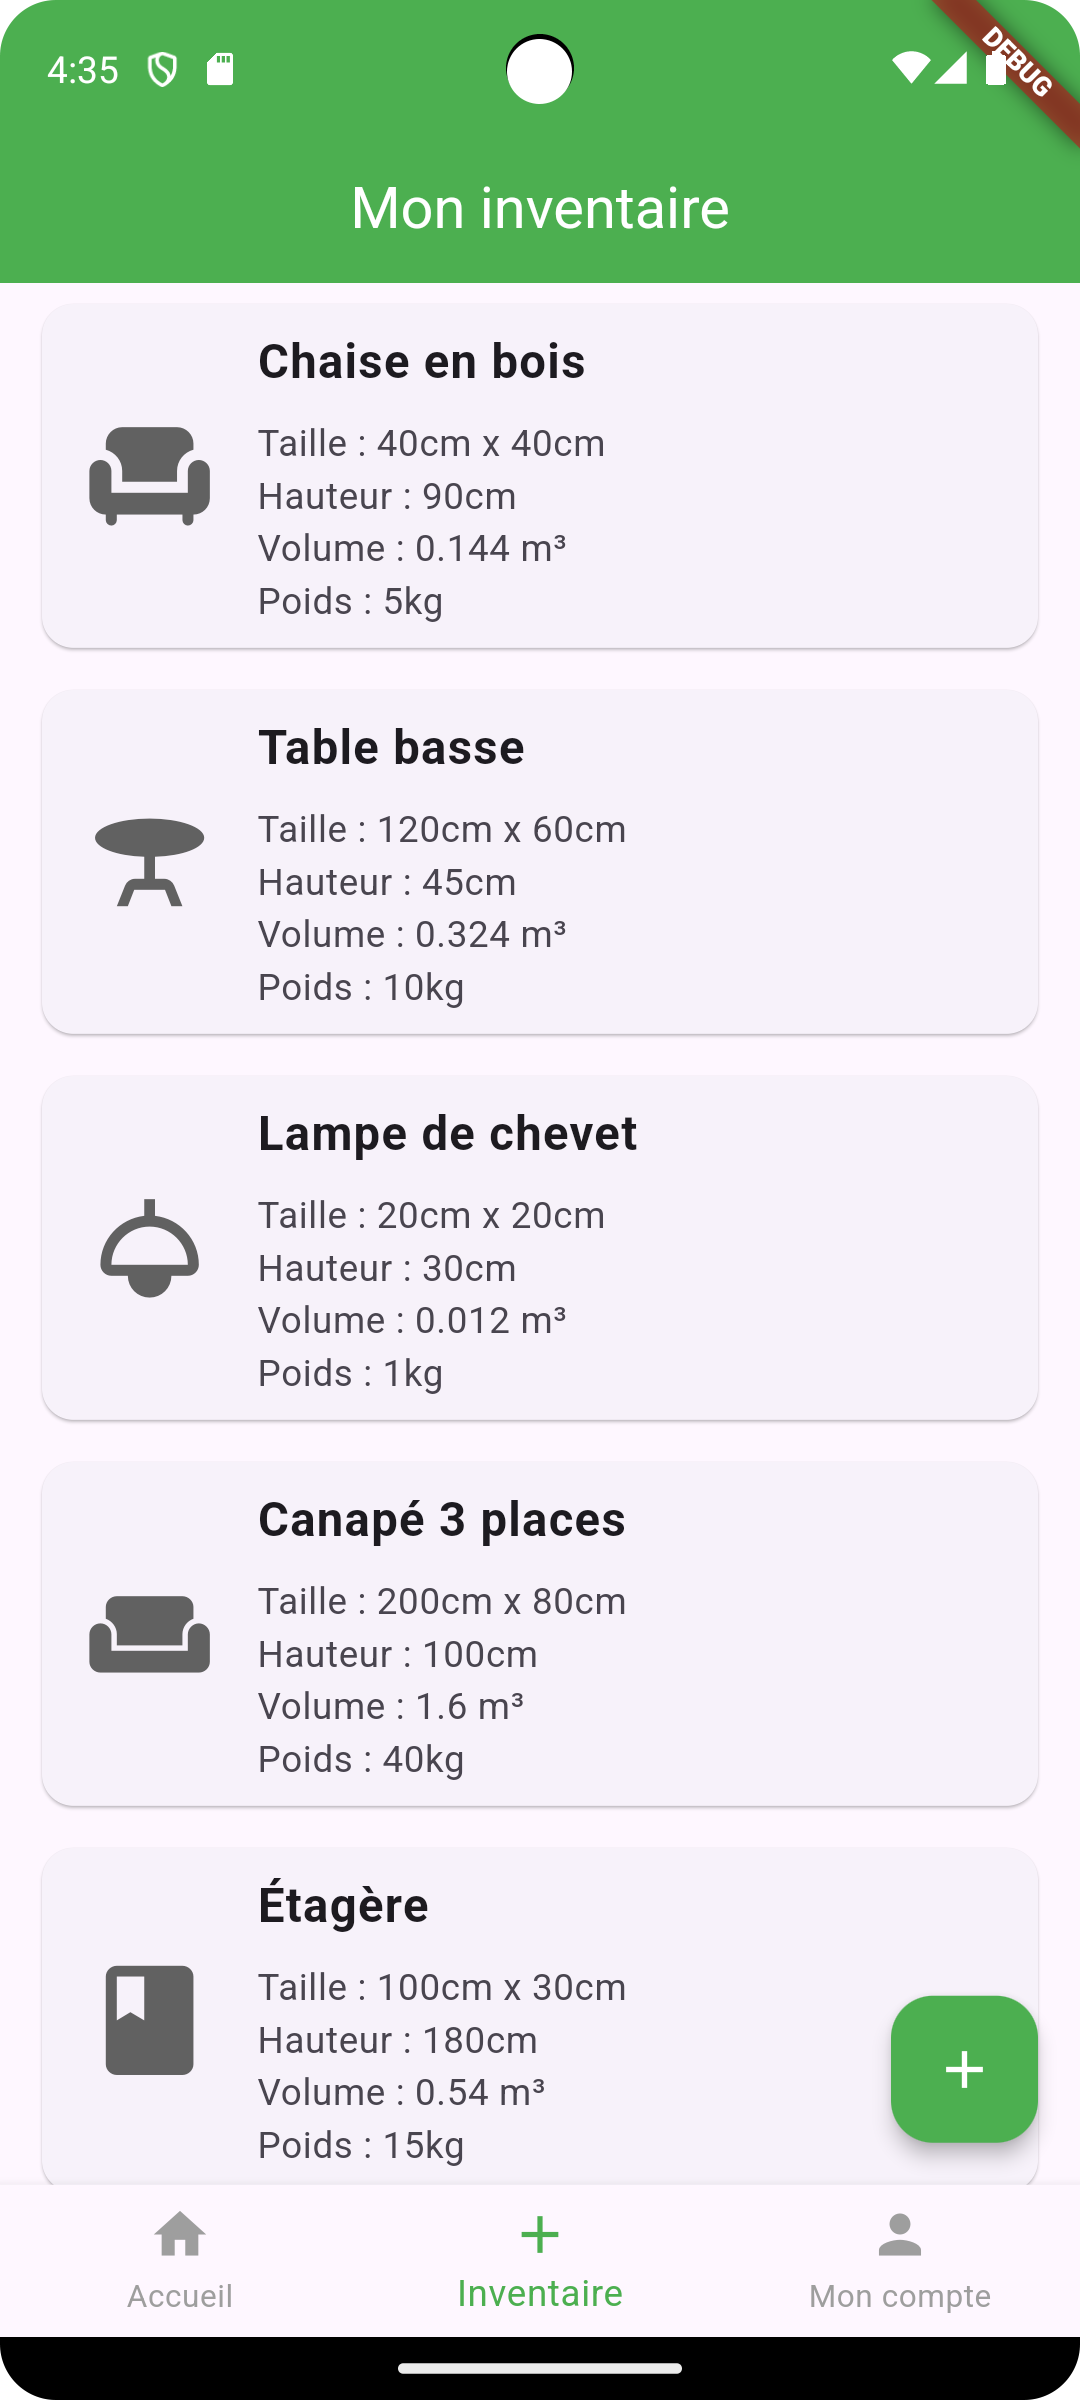 4:35
DEBUG
Mon inventaire
Chaise en bois
Taille : 40cm x 40cm
Hauteur : 90cm
Volume : 0.144 m³
Poids : 5kg
Table basse
Taille : 120cm x 60cm
Hauteur : 45cm
Volume : 0.324 m³
Poids : 10kg
Lampe de chevet
Taille : 20cm x 20cm
Hauteur : 30cm
Volume : 0.012 m³
Poids : 1kg
Canapé 3 places
Taille : 200cm x 80cm
Hauteur : 100cm
Volume : 1.6 m³
Poids : 40kg
Étagère
Taille : 100cm x 30cm
Hauteur : 180cm
Volume : 0.54 m³
Poids : 15kg
Accueil
Inventaire
Mon compte